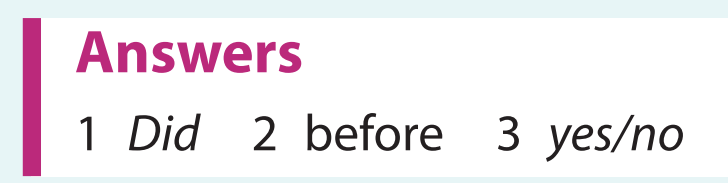 Answers
1 Did 2 before 3 yes/no